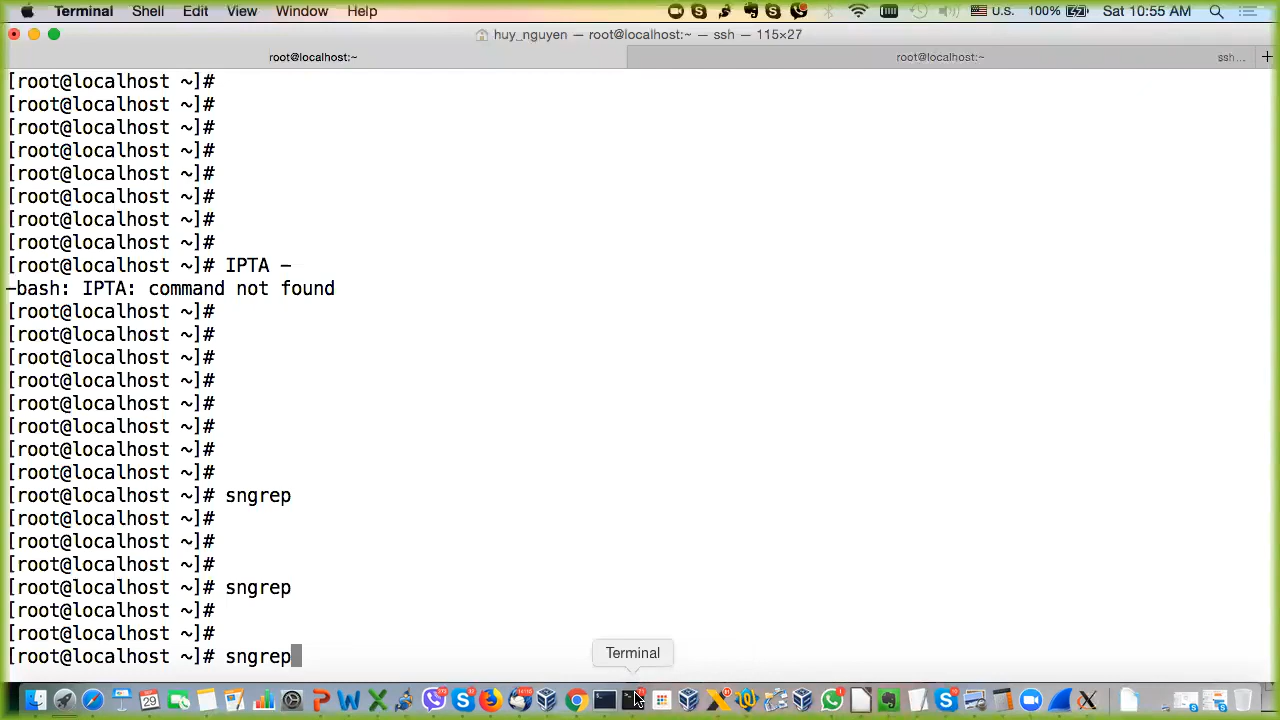 Terminal Shell Edit View Window Help U.S. 100% Sat 10:55 AM
huy_nguyen — root@localhost:~ — ssh — 115×27
root@localhost:~ root@localhost:~ ssh...
[root@localhost ~]#
[root@localhost ~]#
[root@localhost ~]#
[root@localhost ~]#
[root@localhost ~]#
[root@localhost ~]#
[root@localhost ~]#
[root@localhost ~]#
[root@localhost ~]# IPTA -
-bash: IPTA: command not found
[root@localhost ~]#
[root@localhost ~]#
[root@localhost ~]#
[root@localhost ~]#
[root@localhost ~]#
[root@localhost ~]#
[root@localhost ~]#
[root@localhost ~]#
[root@localhost ~]# sngrep
[root@localhost ~]#
[root@localhost ~]#
[root@localhost ~]#
[root@localhost ~]# sngrep
[root@localhost ~]#
[root@localhost ~]#
[root@localhost ~]# sngrep
Terminal